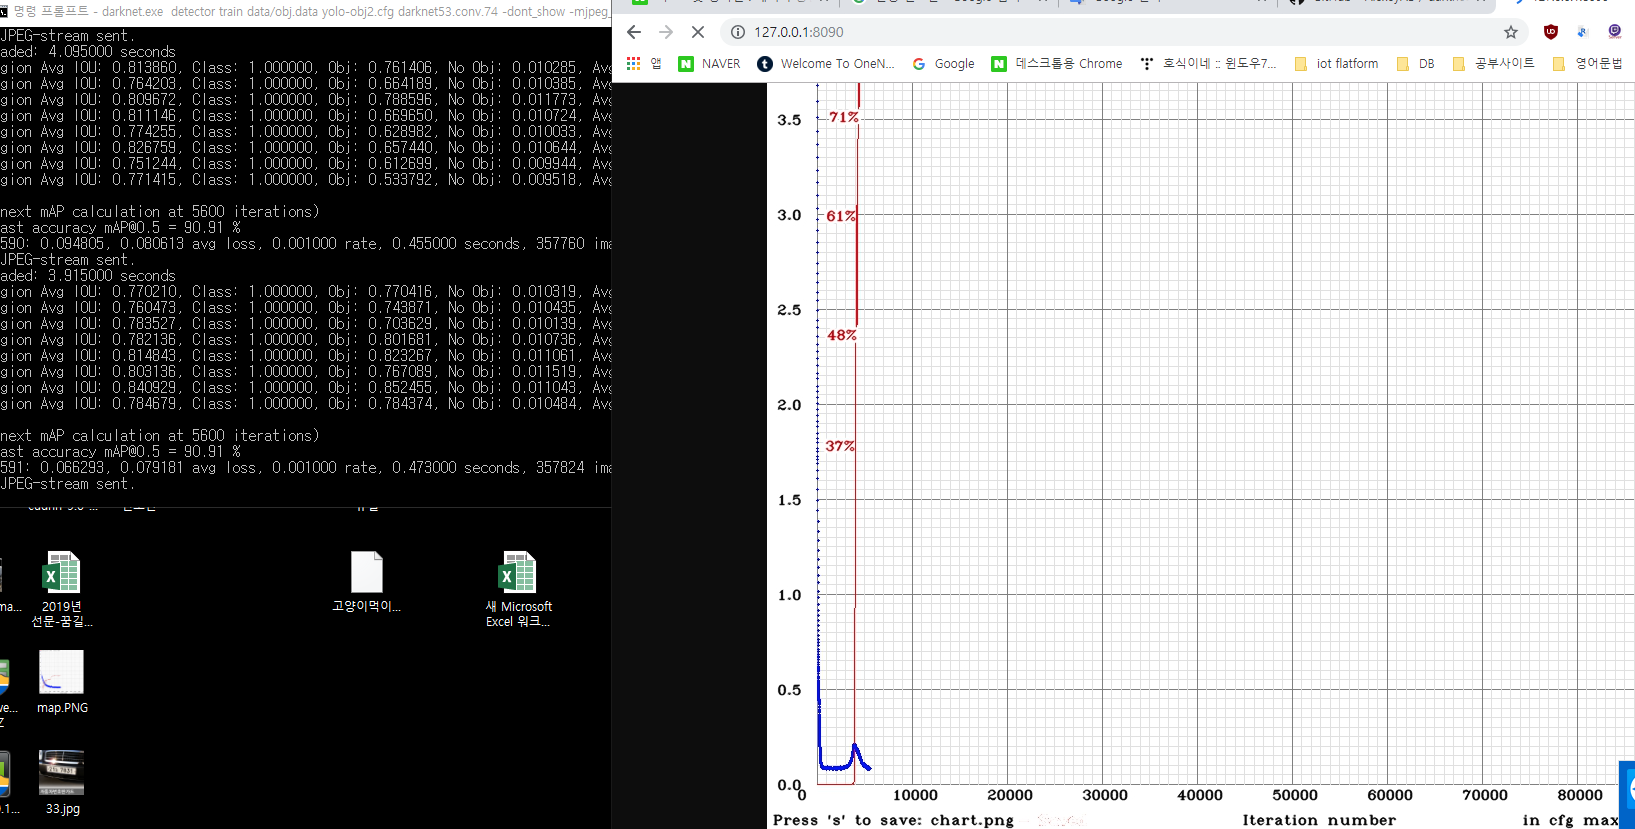 명령 프롬프트 - darknet.exe  detector train data/obj.data yolo-obj2.cfg darknet53.conv.74 -dont_show -mjpeg_
JPEG-stream sent.
aded: 4.095000 seconds
gion Avg IOU: 0.813860, Class: 1.000000, Obj: 0.761406, No Obj: 0.010285, Avg
gion Avg IOU: 0.764203, Class: 1.000000, Obj: 0.664189, No Obj: 0.010385, Avg
gion Avg IOU: 0.809672, Class: 1.000000, Obj: 0.788596, No Obj: 0.011773, Avg
gion Avg IOU: 0.811146, Class: 1.000000, Obj: 0.669650, No Obj: 0.010724, Avg
gion Avg IOU: 0.774255, Class: 1.000000, Obj: 0.628982, No Obj: 0.010033, Avg
gion Avg IOU: 0.826759, Class: 1.000000, Obj: 0.657440, No Obj: 0.010644, Avg
gion Avg IOU: 0.751244, Class: 1.000000, Obj: 0.612699, No Obj: 0.009944, Avg
gion Avg IOU: 0.771415, Class: 1.000000, Obj: 0.533792, No Obj: 0.009518, Avg
next mAP calculation at 5600 iterations)
ast accuracy mAP@0.5 = 90.91 %
590: 0.094805, 0.080613 avg loss, 0.001000 rate, 0.455000 seconds, 357760 ima
JPEG-stream sent.
aded: 3.915000 seconds
gion Avg IOU: 0.770210, Class: 1.000000, Obj: 0.770416, No Obj: 0.010319, Avg
gion Avg IOU: 0.760473, Class: 1.000000, Obj: 0.743871, No Obj: 0.010435, Avg
gion Avg IOU: 0.783527, Class: 1.000000, Obj: 0.703629, No Obj: 0.010139, Avg
gion Avg IOU: 0.782136, Class: 1.000000, Obj: 0.801681, No Obj: 0.010736, Avg
gion Avg IOU: 0.814843, Class: 1.000000, Obj: 0.823267, No Obj: 0.011061, Avg
gion Avg IOU: 0.803136, Class: 1.000000, Obj: 0.767089, No Obj: 0.011519, Avg
gion Avg IOU: 0.840929, Class: 1.000000, Obj: 0.852455, No Obj: 0.011043, Avg
gion Avg IOU: 0.784679, Class: 1.000000, Obj: 0.784374, No Obj: 0.010484, Avg
next mAP calculation at 5600 iterations)
ast accuracy mAP@0.5 = 90.91 %
591: 0.066293, 0.079181 avg loss, 0.001000 rate, 0.473000 seconds, 357824 ima
JPEG-stream sent.
ma...
2019년
선문-꿈길...
고양이먹이...
새 Microsoft
Excel 워크...
we...
Z
map.PNG
0.1...
33.jpg
127.0.0.1:8090
앱
NAVER
Welcome To OneN...
Google
데스크톱용 Chrome
호식이네 :: 윈도우7...
iot flatform
DB
공부사이트
영어문법
3.5
71%
3.0
61%
2.5
48%
2.0
37%
1.5
1.0
0.5
0.0
0 10000 20000 30000 40000 50000 60000 70000 80000
Press 's' to save: chart.png
Iteration number
in cfg max